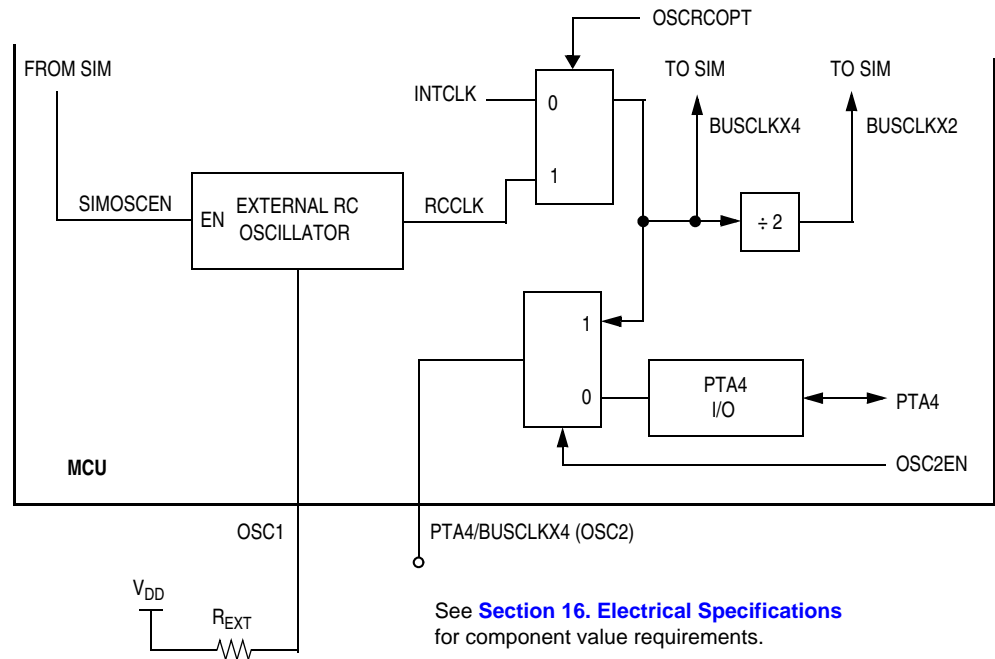 OSCRCOPT
FROM SIM
TO SIM
TO SIM
INTCLK
0
BUSCLKX4
BUSCLKX2
1
SIMOSCEN
EN
EXTERNAL RC
OSCILLATOR
RCCLK
÷ 2
1
0
PTA4
I/O
PTA4
MCU
OSC2EN
OSC1
PTA4/BUSCLKX4 (OSC2)
VDD
REXT
See Section 16. Electrical Specifications
for component value requirements.